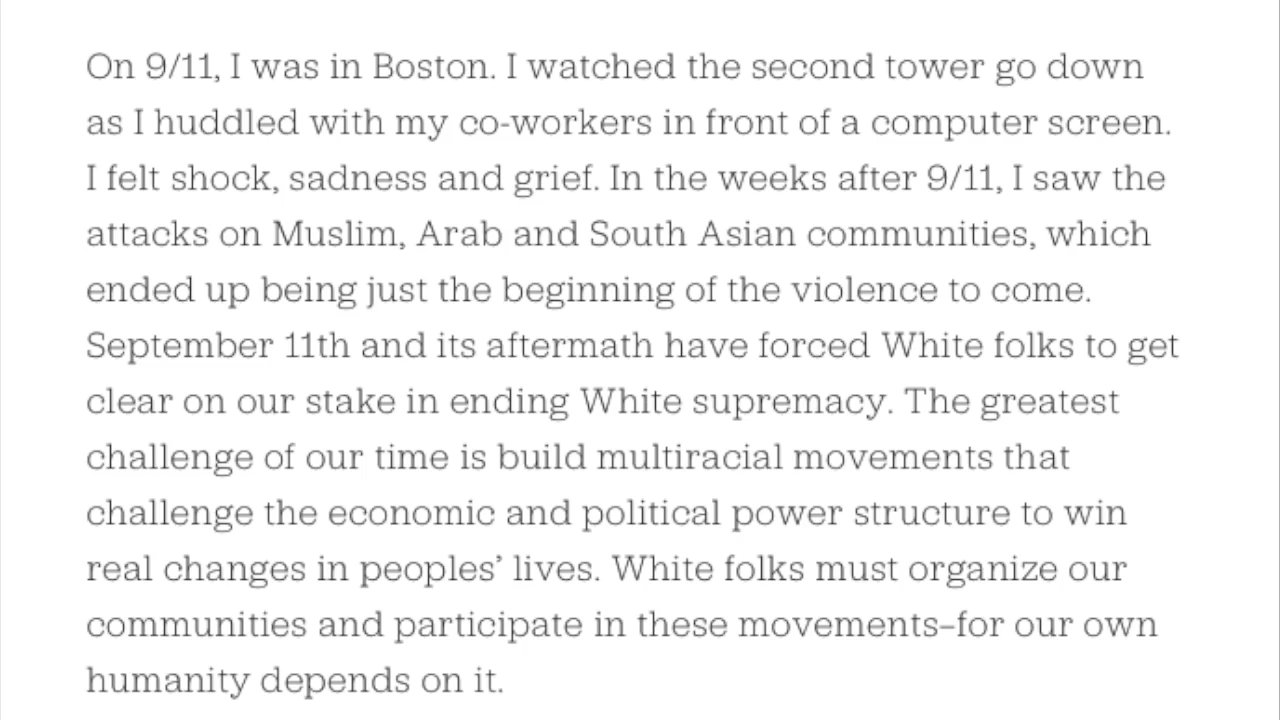 On 9/11, I was in Boston. I watched the second tower go down
as I huddled with my co-workers in front of a computer screen.
I felt shock, sadness and grief. In the weeks after 9/11, I saw the
attacks on Muslim, Arab and South Asian communities, which
ended up being just the beginning of the violence to come.
September 11th and its aftermath have forced White folks to get
clear on our stake in ending White supremacy. The greatest
challenge of our time is build multiracial movements that
challenge the economic and political power structure to win
real changes in peoples’ lives. White folks must organize our
communities and participate in these movements–for our own
humanity depends on it.